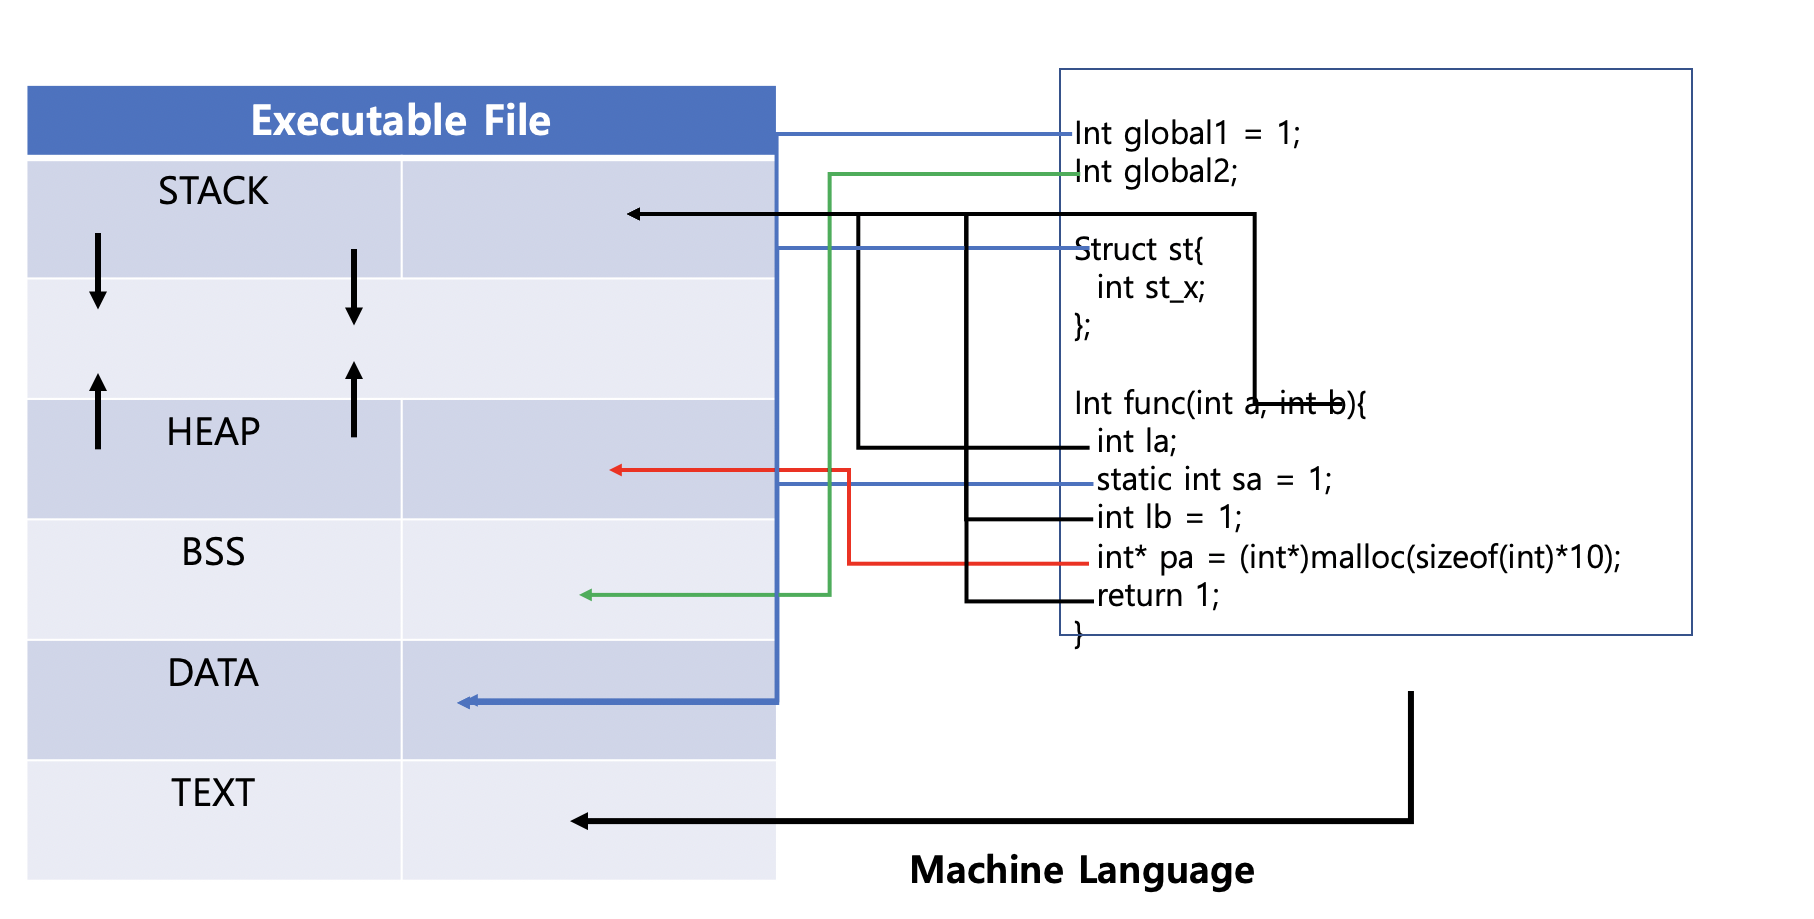 Executable File
STACK
HEAP
BSS
DATA
TEXT
Int global1 = 1;
Int global2;
Struct st{
int st_x;
};
Int func(int a, int b){
int la;
static int sa = 1;
int lb = 1;
int* pa = (int*)malloc(sizeof(int)*10);
return 1;
}
Machine Language